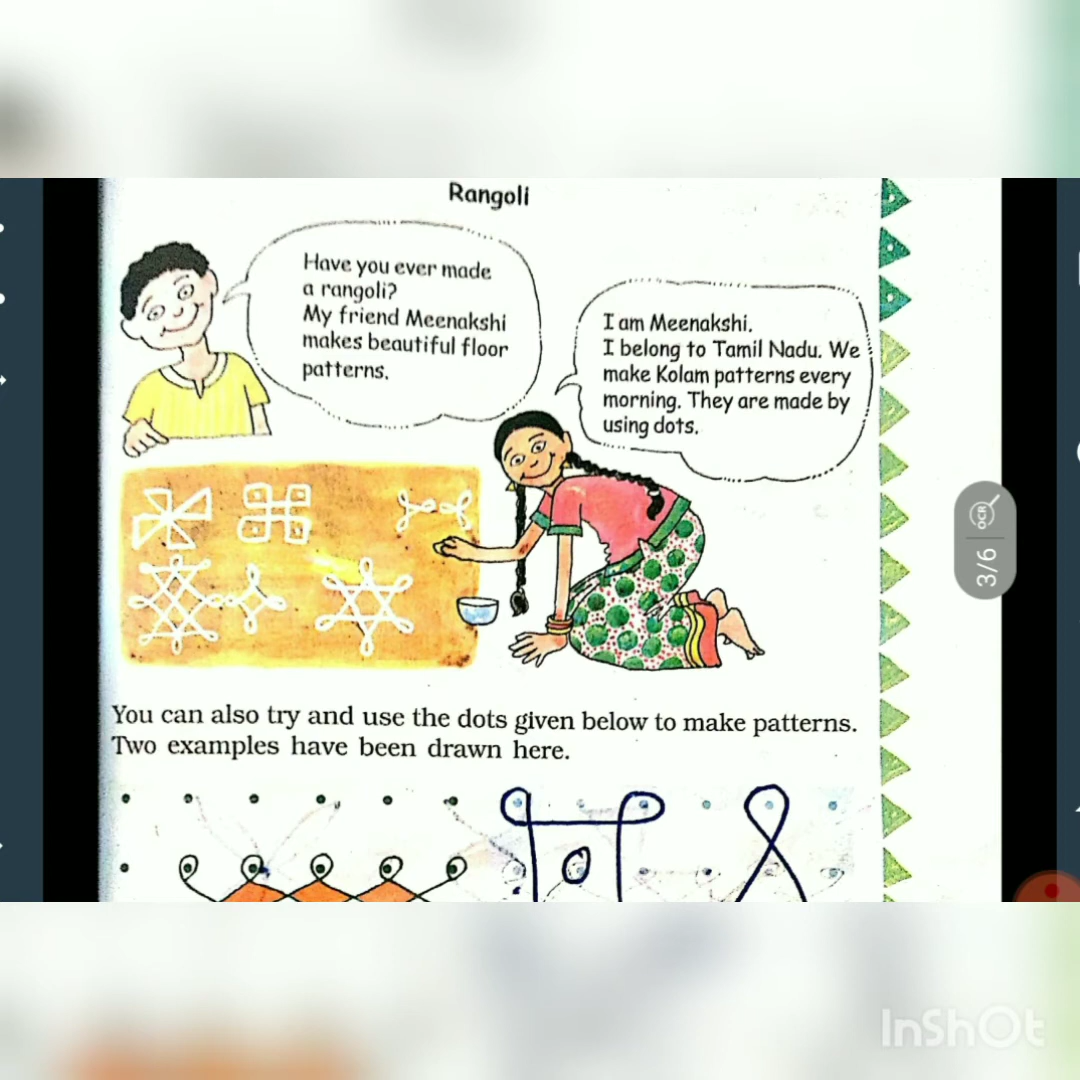 Rangoli
Have you ever made
a rangoli?
My friend Meenakshi
makes beautiful floor
patterns.
I am Meenakshi.
I belong to Tamil Nadu. We
make Kolam patterns every
morning. They are made by
using dots.
OCR
3/6
You can also try and use the dots given below to make patterns.
Two examples have been drawn here.
InShOt